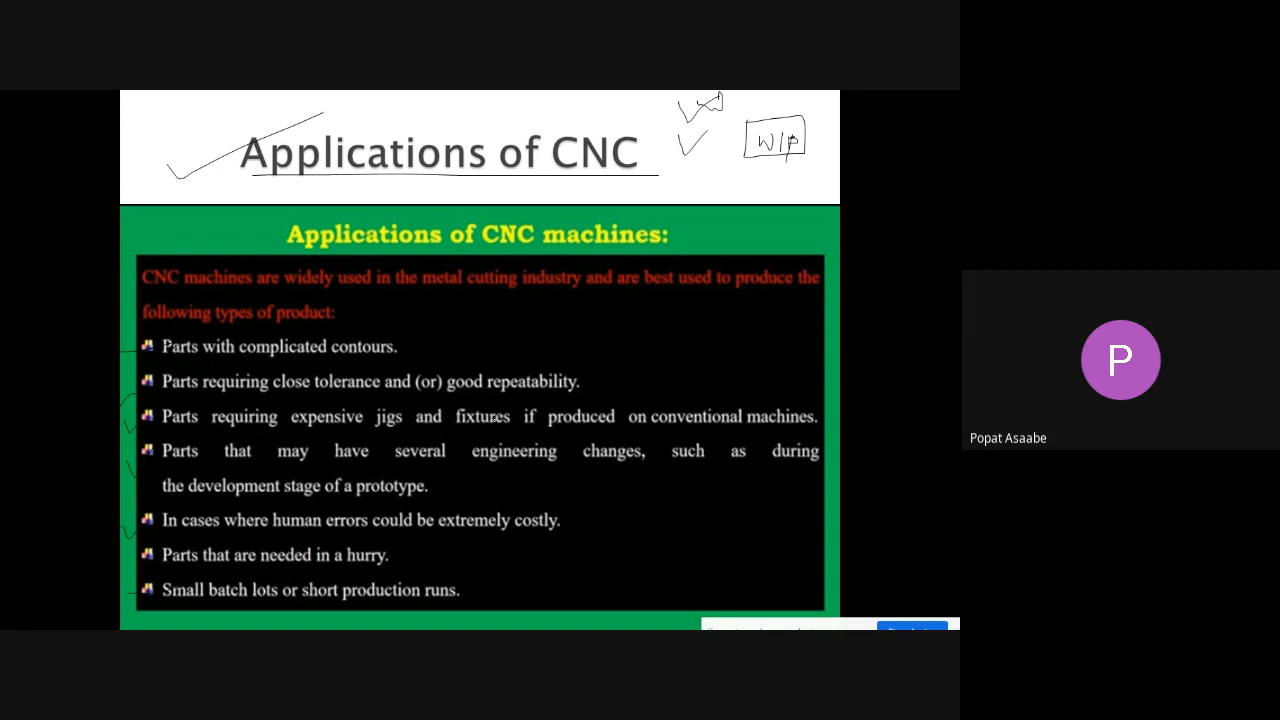 Applications of CNC
W/P
Applications of CNC machines:
CNC machines are widely used in the metal cutting industry and are best used to produce the
following types of product:
Parts with complicated contours.
Parts requiring close tolerance and (or) good repeatability.
Parts requiring expensive jigs and fixtures if produced on conventional machines.
Parts that may have several engineering changes, such as during
the development stage of a prototype.
In cases where human errors could be extremely costly.
Parts that are needed in a hurry.
Small batch lots or short production runs.
P
Popat Asaabe